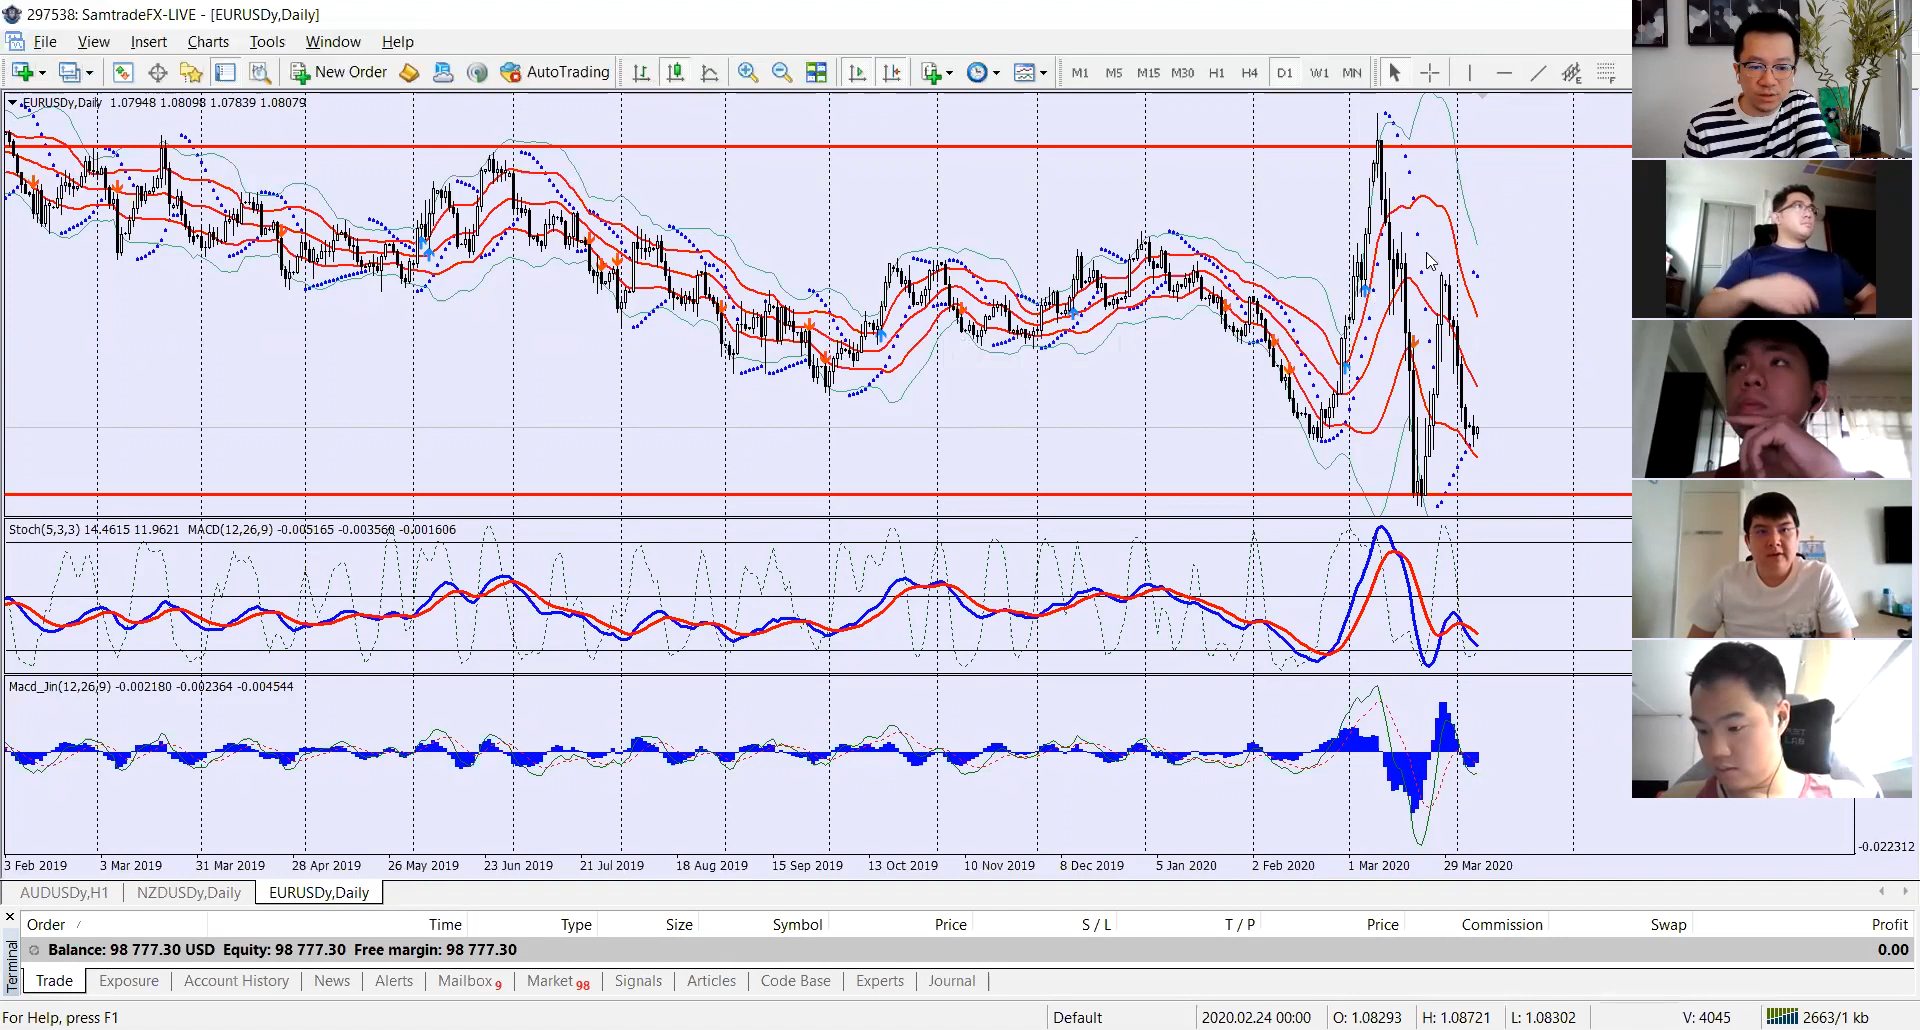 297538: SamtradeFX-LIVE - [EURUSDy,Daily]
File View Insert Charts Tools Window Help
New Order AutoTrading M1 M5 M15 M30 H1 H4 D1 W1 MN
EURUSDy,Daily 1.07948 1.08098 1.07839 1.08079
Stoch(5,3,3) 14.4615 11.9621 MACD(12,26,9) -0.005165 -0.003560 -0.001606
Macd_Jin(12,26,9) -0.002180 -0.002364 -0.004544
-0.022312
3 Feb 2019 3 Mar 2019 31 Mar 2019 28 Apr 2019 26 May 2019 23 Jun 2019 21 Jul 2019 18 Aug 2019 15 Sep 2019 13 Oct 2019 10 Nov 2019 8 Dec 2019 5 Jan 2020 2 Feb 2020 1 Mar 2020 29 Mar 2020
AUDUSDy,H1 NZDUSDy,Daily EURUSDy,Daily
Order / Time Type Size Symbol Price S / L T / P Price Commission Swap Profit
Balance: 98 777.30 USD Equity: 98 777.30 Free margin: 98 777.30 0.00
Terminal
Trade Exposure Account History News Alerts Mailbox 9 Market 98 Signals Articles Code Base Experts Journal
For Help, press F1 Default 2020.02.24 00:00 O: 1.08293 H: 1.08721 L: 1.08302 V: 4045 2663/1 kb